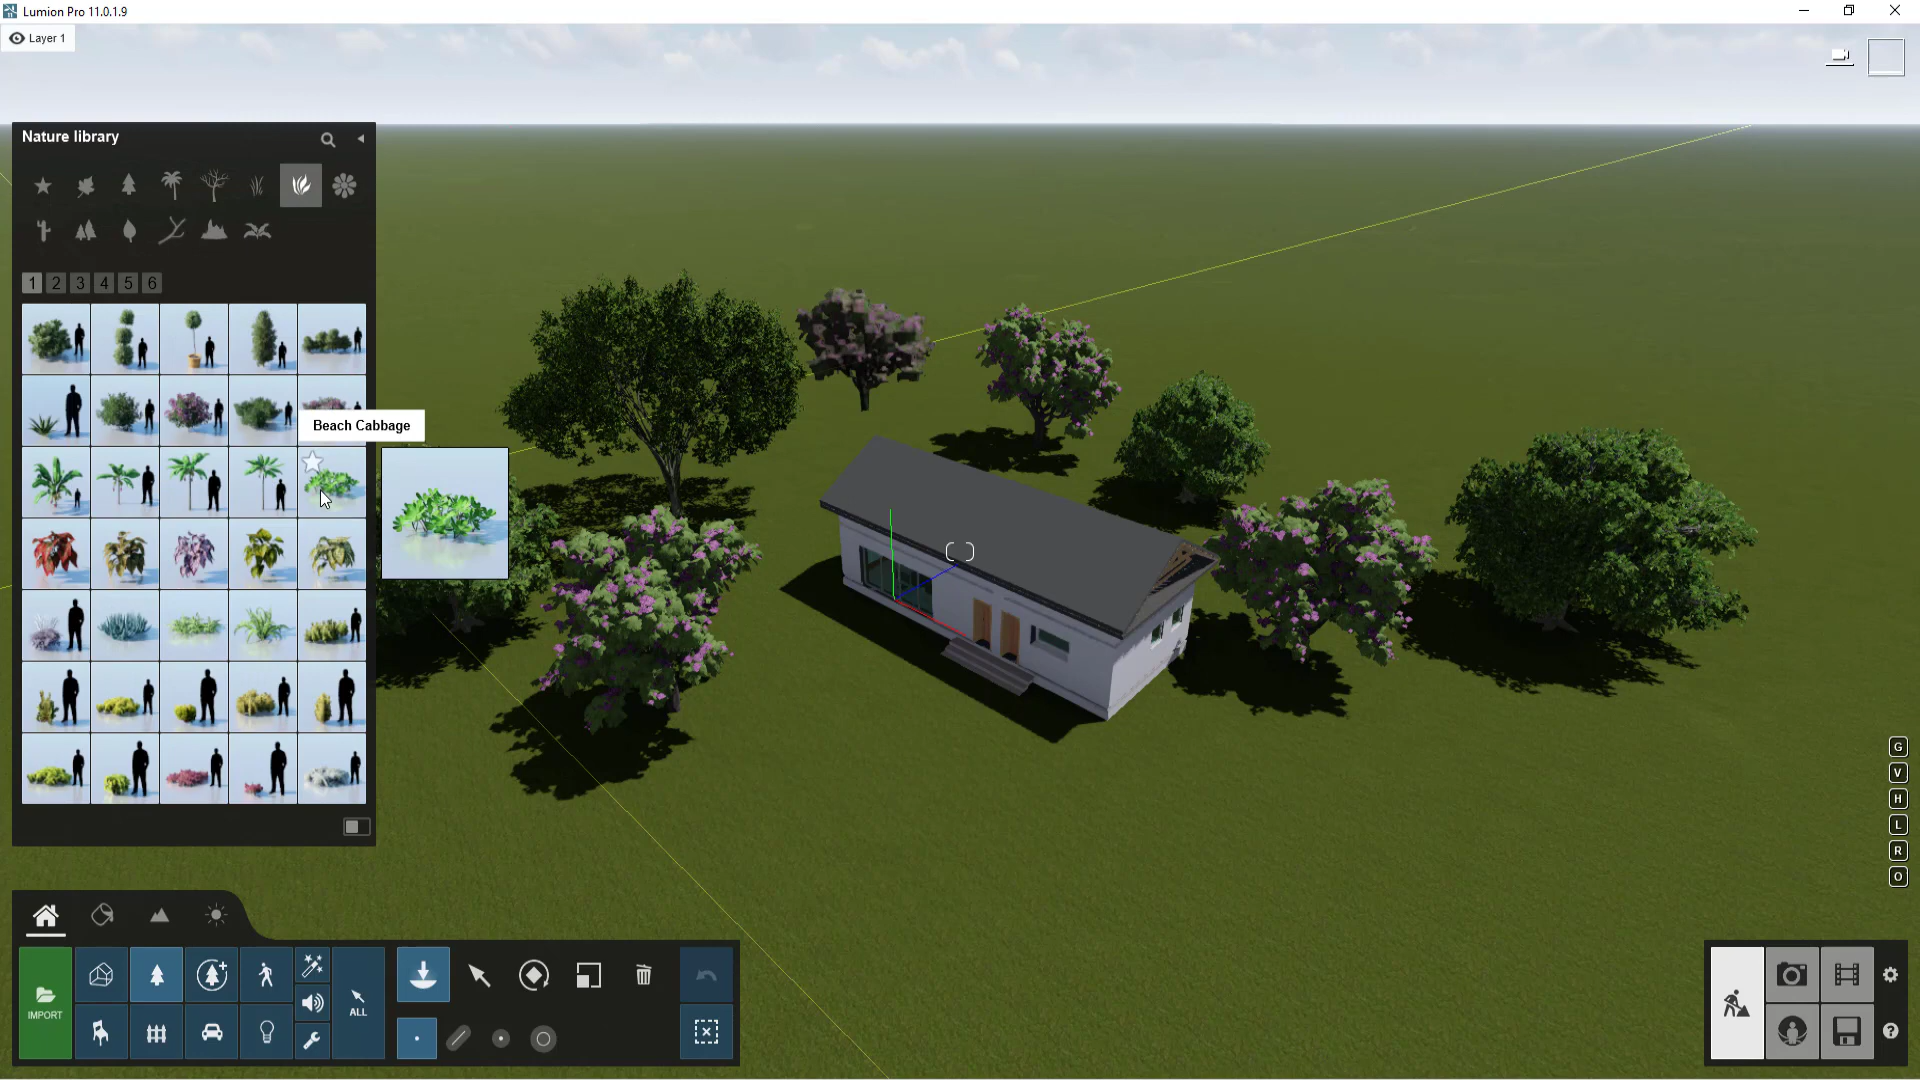 Lumion Pro 11.0.1.9
Layer 1
Nature library
1 2 3 4 5 6
Beach Cabbage
G
V
H
L
R
O
IMPORT
ALL